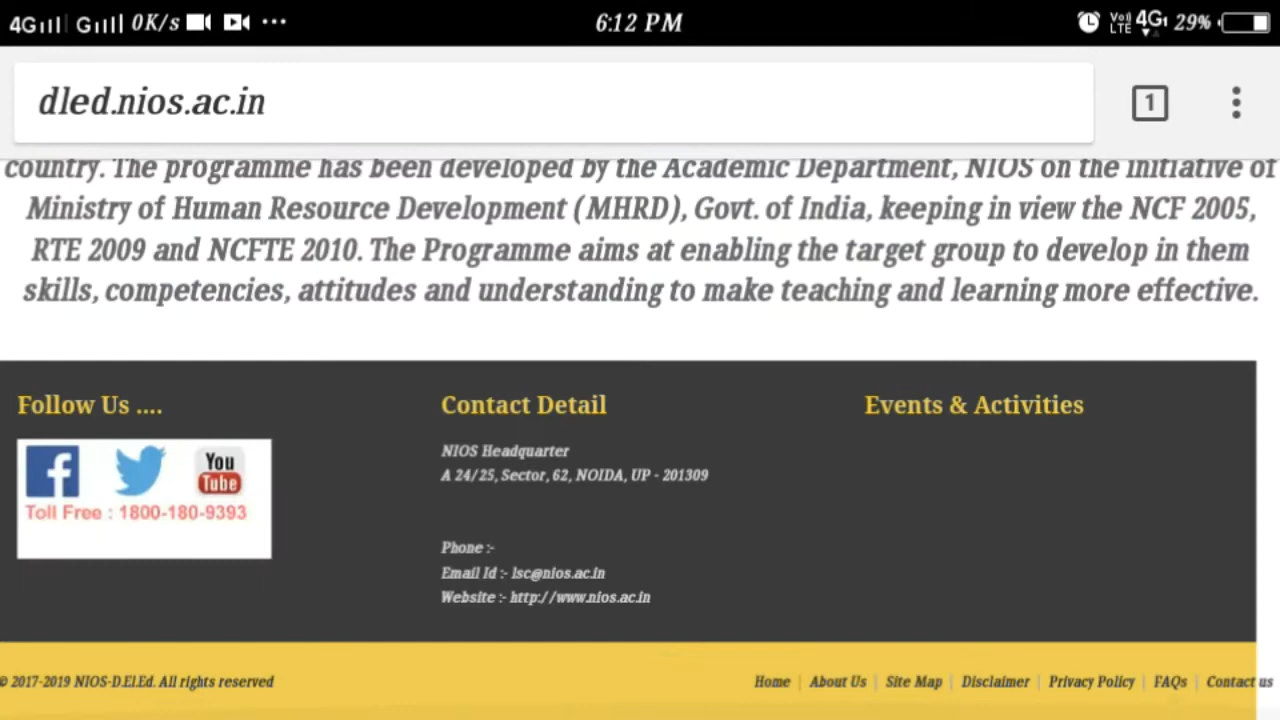 4G G 0K/s 6:12 PM Vo) LTE 4G 29%
dled.nios.ac.in 1
country. The programme has been developed by the Academic Department, NIOS on the initiative of
Ministry of Human Resource Development (MHRD), Govt. of India, keeping in view the NCF 2005,
RTE 2009 and NCFTE 2010. The Programme aims at enabling the target group to develop in them
skills, competencies, attitudes and understanding to make teaching and learning more effective.
Follow Us ....
You
Tube
Toll Free : 1800-180-9393
Contact Detail
NIOS Headquarter
A 24/25, Sector, 62, NOIDA, UP - 201309
Phone :-
Email Id :- lsc@nios.ac.in
Website :- http://www.nios.ac.in
Events & Activities
© 2017-2019 NIOS-D.El.Ed. All rights reserved
Home | About Us | Site Map | Disclaimer | Privacy Policy | FAQs | Contact us